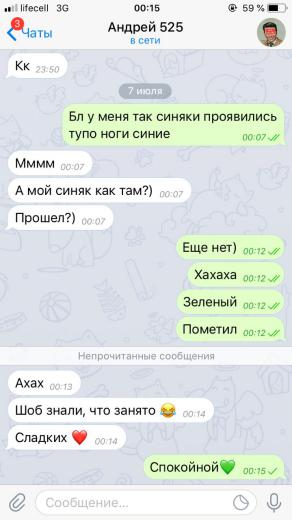 lifecell 3G 00:15 59 %
3
Чаты
Андрей 525
в сети
Кк 23:50
7 июля
Бл у меня так синяки проявились
тупо ноги синие 00:07
Мммм 00:07
А мой синяк как там?) 00:07
Прошел?) 00:07
Еще нет) 00:12
Хахаха 00:12
Зеленый 00:12
Пометил 00:12
Непрочитанные сообщения
Ахах 00:13
Шоб знали, что занято 😂 00:14
Сладких ❤️ 00:14
Спокойной💚 00:15
Сообщение...